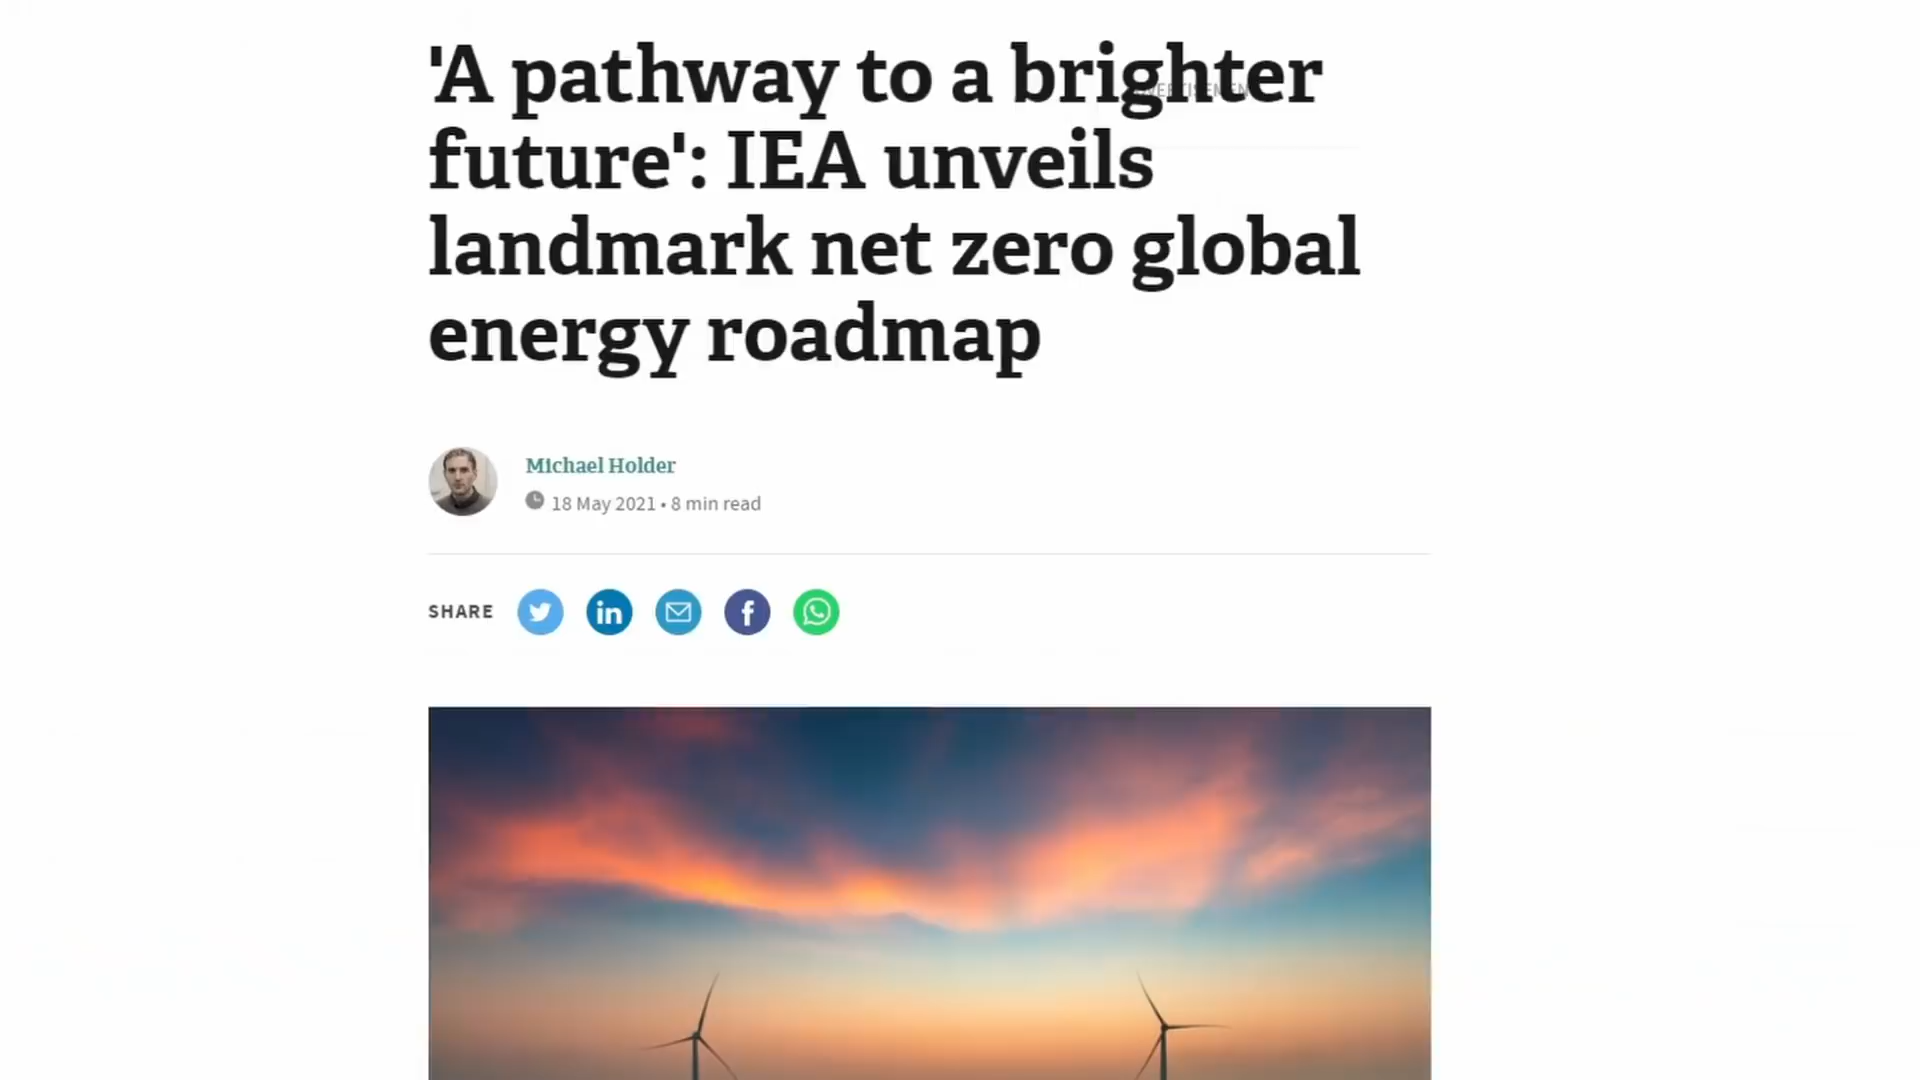 'A pathway to a brighter
future': IEA unveils
landmark net zero global
energy roadmap
Michael Holder
18 May 2021 • 8 min read
SHARE